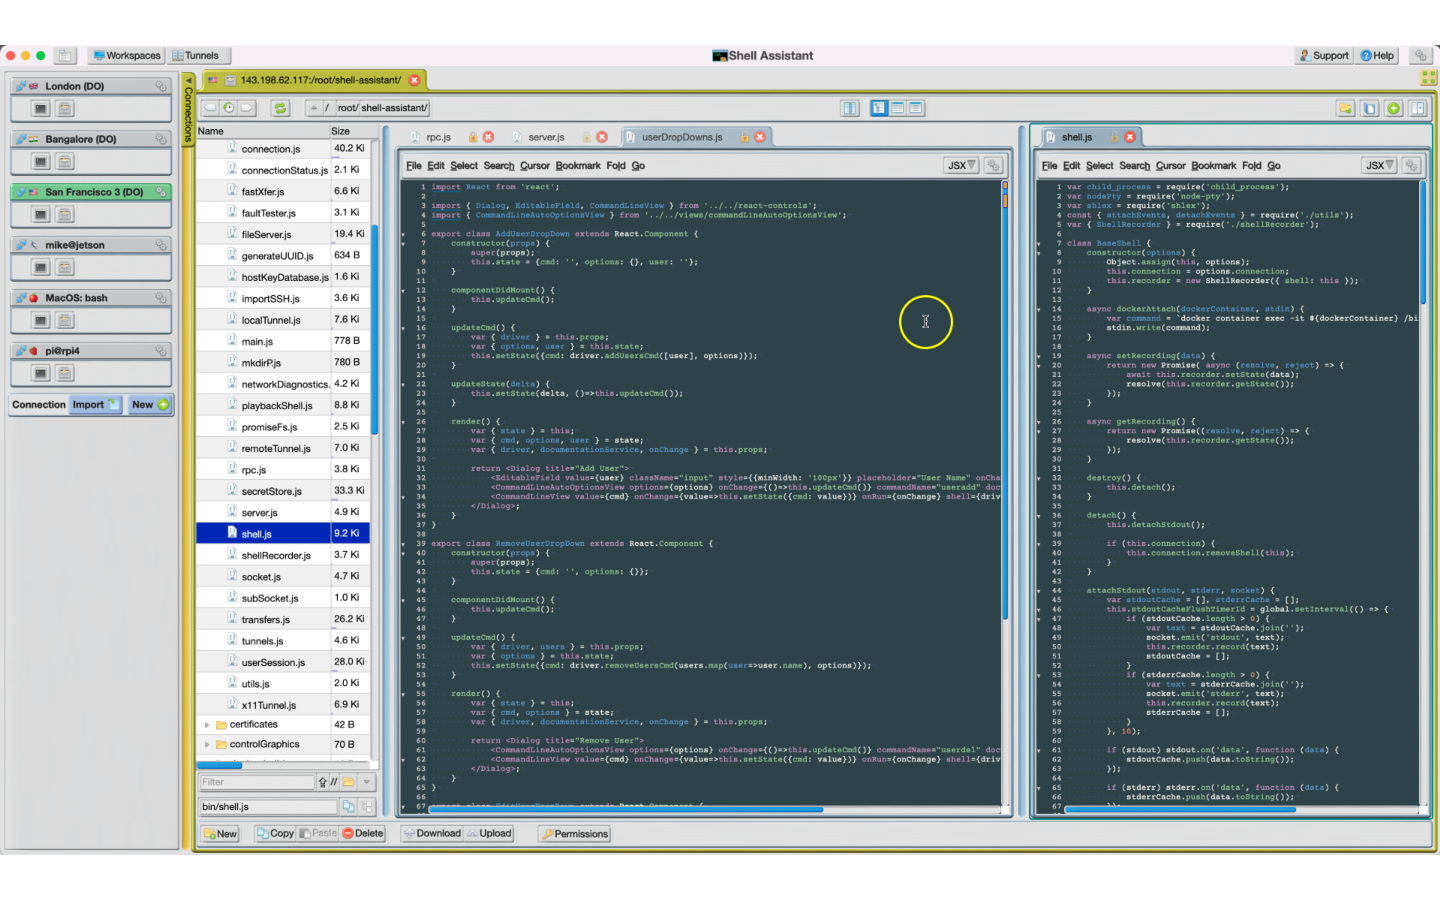 Workspaces Tunnels Shell Assistant Support Help
London (DO)
Bangalore (DO)
San Francisco 3 (DO)
mike@jetson
MacOS: bash
pi@rpi4
Connection Import New
Connections
143.198.62.117:/root/shell-assistant/
/ root/ shell-assistant/
Name Size
connection.js 40.2 Ki
connectionStatus.js 2.1 Ki
fastXfer.js 6.6 Ki
faultTester.js 3.1 Ki
fileServer.js 19.4 Ki
generateUUID.js 634 B
hostKeyDatabase.js 1.6 Ki
importSSH.js 3.6 Ki
localTunnel.js 7.6 Ki
main.js 778 B
mkdirP.js 780 B
networkDiagnostics. 4.2 Ki
playbackShell.js 8.8 Ki
promiseFs.js 2.5 Ki
remoteTunnel.js 7.0 Ki
rpc.js 3.8 Ki
secretStore.js 33.3 Ki
server.js 4.9 Ki
shell.js 9.2 Ki
shellRecorder.js 3.7 Ki
socket.js 4.7 Ki
subSocket.js 1.0 Ki
transfers.js 26.2 Ki
tunnels.js 4.6 Ki
userSession.js 28.0 Ki
utils.js 2.0 Ki
x11Tunnel.js 6.9 Ki
certificates 42 B
controlGraphics 70 B
Filter //
bin/shell.js
New Copy Paste Delete Download Upload Permissions
rpc.js server.js userDropDowns.js
File Edit Select Search Cursor Bookmark Fold Go JSX
1 import React from 'react';
2
3 import { Dialog, EditableField, CommandLineView } from '../../react-controls';
4 import { CommandLineAutoOptionsView } from '../../views/commandLineAutoOptionsView';
5
6 export class AddUserDropDown extends React.Component {
7 constructor(props) {
8 super(props);
9 this.state = {cmd: '', options: {}, user: ''};
10 }
11
12 componentDidMount() {
13 this.updateCmd();
14 }
15
16 updateCmd() {
17 var { driver } = this.props;
18 var { options, user } = this.state;
19 this.setState({cmd: driver.addUsersCmd([user], options)});
20 }
21
22 updateState(delta) {
23 this.setState(delta, ()=>this.updateCmd());
24 }
25
26 render() {
27 var { state } = this;
28 var { cmd, options, user } = state;
29 var { driver, documentationService, onChange } = this.props;
30
31 return <Dialog title="Add User">
32 <EditableField value={user} className="input" style={{minWidth: '100px'}} placeholder="User Name" onCha
33 <CommandLineAutoOptionsView options={options} onChange={()=>this.updateCmd()} commandName="useradd" doc
34 <CommandLineView value={cmd} onChange={value=>this.setState({cmd: value})} onRun={onChange} shell={driv
35 </Dialog>;
36 }
37 }
38
39 export class RemoveUserDropDown extends React.Component {
40 constructor(props) {
41 super(props);
42 this.state = {cmd: '', options: {}};
43 }
44
45 componentDidMount() {
46 this.updateCmd();
47 }
48
49 updateCmd() {
50 var { driver, users } = this.props;
51 var { options } = this.state;
52 this.setState({cmd: driver.removeUsersCmd(users.map(user=>user.name), options)});
53 }
54
55 render() {
56 var { state } = this;
57 var { cmd, options } = state;
58 var { driver, documentationService, onChange } = this.props;
59
60 return <Dialog title="Remove User">
61 <CommandLineAutoOptionsView options={options} onChange={()=>this.updateCmd()} commandName="userdel" doc
62 <CommandLineView value={cmd} onChange={value=>this.setState({cmd: value})} onRun={onChange} shell={driv
63 </Dialog>;
64 }
65 }
66
67 export class EditUserDropDown extends React.Component {
shell.js
File Edit Select Search Cursor Bookmark Fold Go JSX
1 var child_process = require('child_process');
2 var nodePty = require('node-pty');
3 var shlex = require('shlex');
4 const { attachEvents, detachEvents } = require('./utils');
5 var { ShellRecorder } = require('./shellRecorder');
6
7 class BaseShell {
8 constructor(options) {
9 Object.assign(this, options);
10 this.connection = options.connection;
11 this.recorder = new ShellRecorder({ shell: this });
12 }
13
14 async dockerAttach(dockerContainer, stdin) {
15 var command = `docker container exec -it ${dockerContainer} /bin
16 stdin.write(command);
17 }
18
19 async setRecording(data) {
20 return new Promise( async (resolve, reject) => {
21 await this.recorder.setState(data);
22 resolve(this.recorder.getState());
23 });
24 }
25
26 async getRecording() {
27 return new Promise((resolve, reject) => {
28 resolve(this.recorder.getState());
29 });
30 }
31
32 destroy() {
33 this.detach();
34 }
35
36 detach() {
37 this.detachStdout();
38
39 if (this.connection) {
40 this.connection.removeShell(this);
41 }
42 }
43
44 attachStdout(stdout, stderr, socket) {
45 var stdoutCache = [], stderrCache = [];
46 this.stdoutCacheFlushTimerId = global.setInterval(() => {
47 if (stdoutCache.length > 0) {
48 var text = stdoutCache.join('');
49 socket.emit('stdout', text);
50 this.recorder.record(text);
51 stdoutCache = [];
52 }
53 if (stderrCache.length > 0) {
54 var text = stderrCache.join('');
55 socket.emit('stderr', text);
56 this.recorder.record(text);
57 stderrCache = [];
58 }
59 }, 10);
60
61 if (stdout) stdout.on('data', function (data) {
62 stdoutCache.push(data.toString());
63 });
64
65 if (stderr) stderr.on('data', function (data) {
66 stderrCache.push(data.toString());
67 });